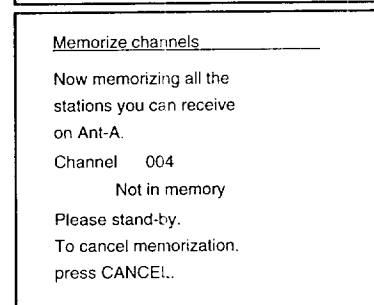 Memorize channels
Now memorizing all the
stations you can receive
on Ant-A.
Channel 004
Not in memory
Please stand-by.
To cancel memorization.
press CANCEL.